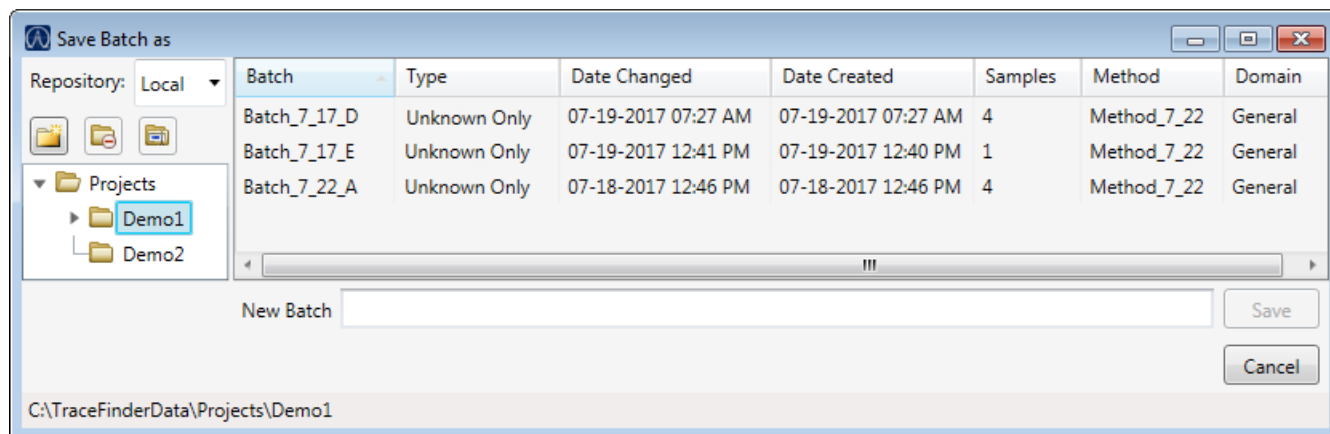 Save Batch as
Repository: Local
Batch Type Date Changed Date Created Samples Method Domain
Batch_7_17_D Unknown Only 07-19-2017 07:27 AM 07-19-2017 07:27 AM 4 Method_7_22 General
Batch_7_17_E Unknown Only 07-19-2017 12:41 PM 07-19-2017 12:40 PM 1 Method_7_22 General
Batch_7_22_A Unknown Only 07-18-2017 12:46 PM 07-18-2017 12:46 PM 4 Method_7_22 General
Projects
Demo1
Demo2
New Batch Save
Cancel
C:\TraceFinderData\Projects\Demo1